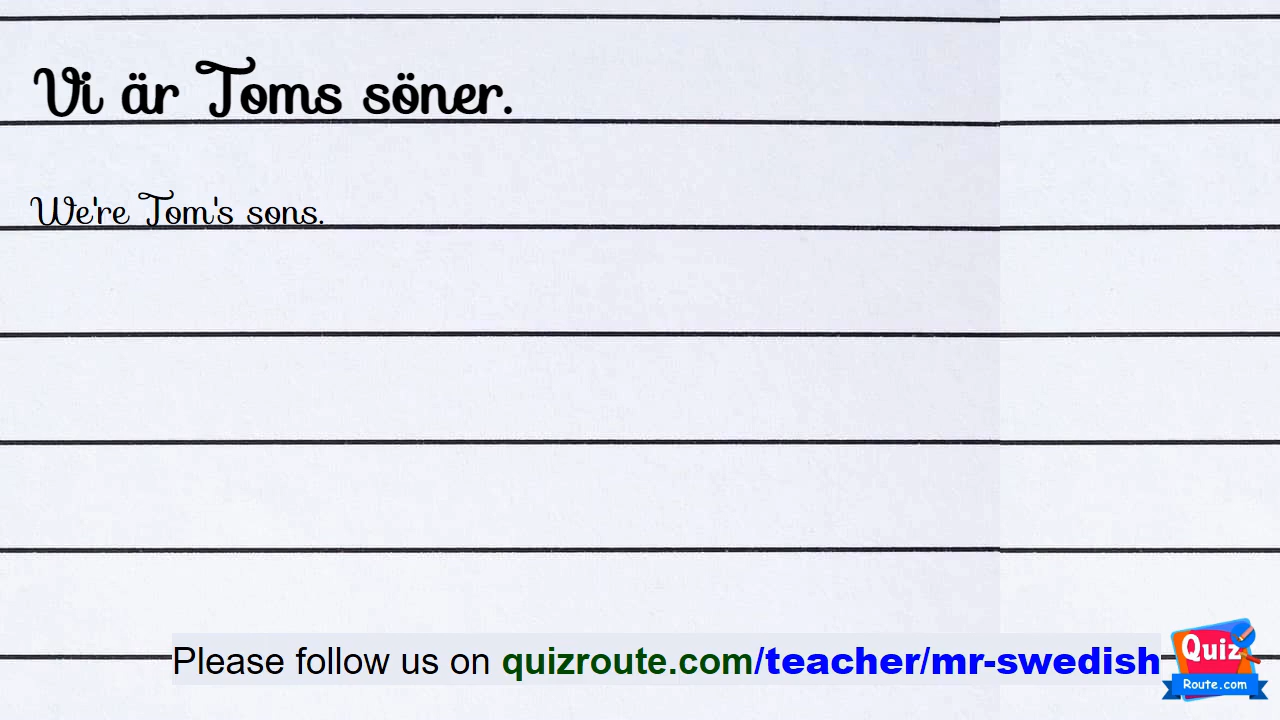 Vi är Toms söner.
We're Tom's sons.
Please follow us on quizroute.com/teacher/mr-swedish
Quiz
Route.com